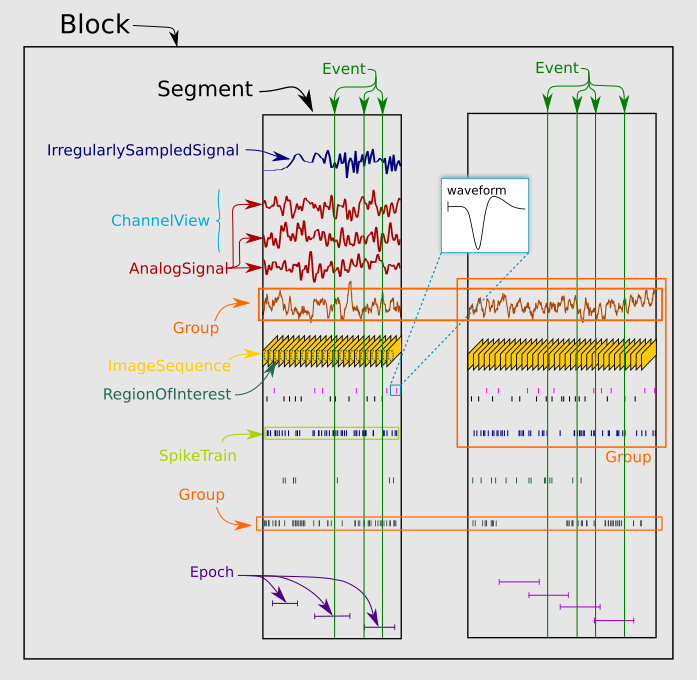 Block
Event
Event
Segment
IrregularlySampledSignal
waveform
ChannelView
AnalogSignal
Group
ImageSequence
RegionOfInterest
SpikeTrain
Group
Group
Epoch